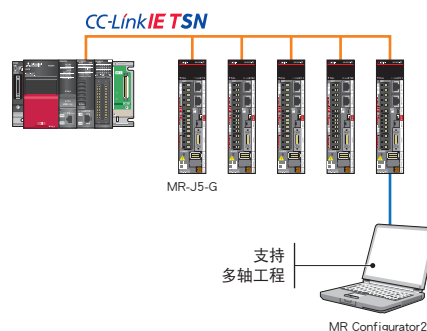 CC-Link IE TSN
MR-J5-G
支持
多轴工程
MR Configurator2